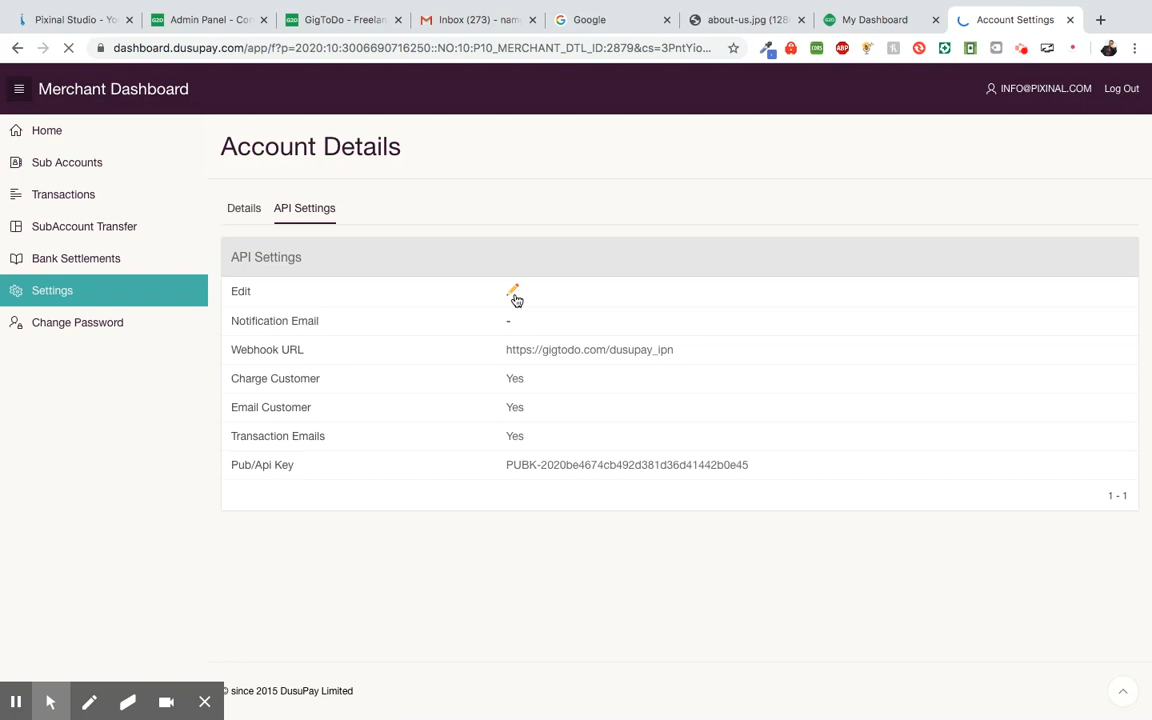 Pixinal Studio - Yo
Admin Panel - Con
GigToDo - Freelan
Inbox (273) - nam
Google
about-us.jpg (128
My Dashboard
Account Settings
dashboard.dusupay.com/app/f?p=2020:10:3006690716250::NO:10:P10_MERCHANT_DTL_ID:2879&cs=3PntYio...
CORS
ABP
Merchant Dashboard
INFO@PIXINAL.COM
Log Out
Home
Sub Accounts
Transactions
SubAccount Transfer
Bank Settlements
Settings
Change Password
Account Details
Details
API Settings
API Settings
Edit
Notification Email -
Webhook URL https://gigtodo.com/dusupay_ipn
Charge Customer Yes
Email Customer Yes
Transaction Emails Yes
Pub/Api Key PUBK-2020be4674cb492d381d36d41442b0e45
1 - 1
since 2015 DusuPay Limited